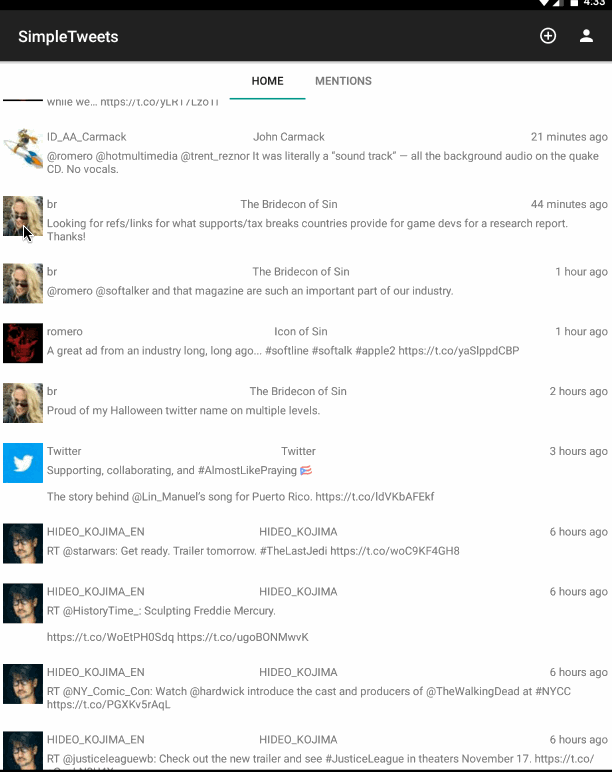 4:33
SimpleTweets
HOME MENTIONS
while we... https://t.co/yLRT7Lzo1T
ID_AA_Carmack John Carmack 21 minutes ago
@romero @hotmultimedia @trent_reznor It was literally a “sound track” — all the background audio on the quake
CD. No vocals.
br The Bridecon of Sin 44 minutes ago
Looking for refs/links for what supports/tax breaks countries provide for game devs for a research report.
Thanks!
br The Bridecon of Sin 1 hour ago
@romero @softalker and that magazine are such an important part of our industry.
romero Icon of Sin 1 hour ago
A great ad from an industry long, long ago... #softline #softalk #apple2 https://t.co/yaSlppdCBP
br The Bridecon of Sin 2 hours ago
Proud of my Halloween twitter name on multiple levels.
Twitter Twitter 3 hours ago
Supporting, collaborating, and #AlmostLikePraying 🇵🇷
The story behind @Lin_Manuel’s song for Puerto Rico. https://t.co/ldVKbAFEkf
HIDEO_KOJIMA_EN HIDEO_KOJIMA 6 hours ago
RT @starwars: Get ready. Trailer tomorrow. #TheLastJedi https://t.co/woC9KF4GH8
HIDEO_KOJIMA_EN HIDEO_KOJIMA 6 hours ago
RT @HistoryTime_: Sculpting Freddie Mercury.
https://t.co/WoEtPH0Sdq https://t.co/ugoBONMwvK
HIDEO_KOJIMA_EN HIDEO_KOJIMA 6 hours ago
RT @NY_Comic_Con: Watch @hardwick introduce the cast and producers of @TheWalkingDead at #NYCC
https://t.co/PGXKv5rAqL
HIDEO_KOJIMA_EN HIDEO_KOJIMA 6 hours ago
RT @justiceleaguewb: Check out the new trailer and see #JusticeLeague in theaters November 17. https://t.co/